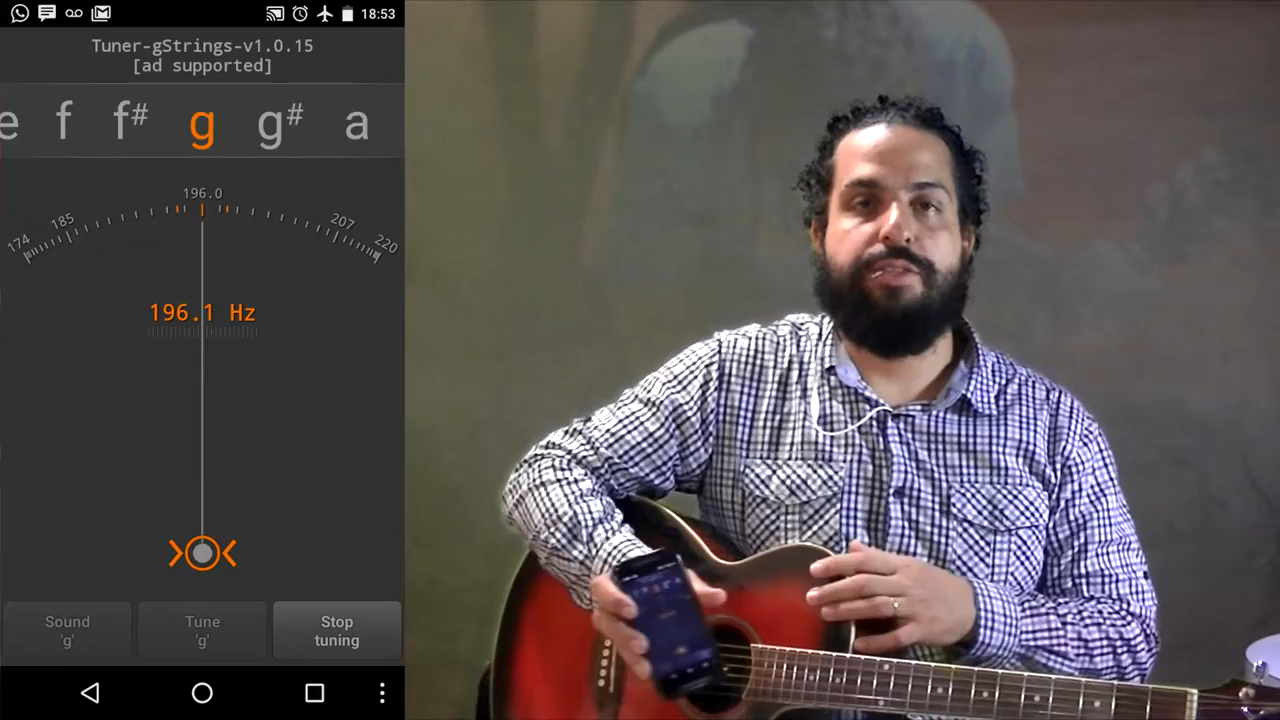 18:53
Tuner-gStrings-v1.0.15
[ad supported]
e f f# g g# a
196.0
174 185 207 220
196.1 Hz
Sound 'g'
Tune 'g'
Stop tuning